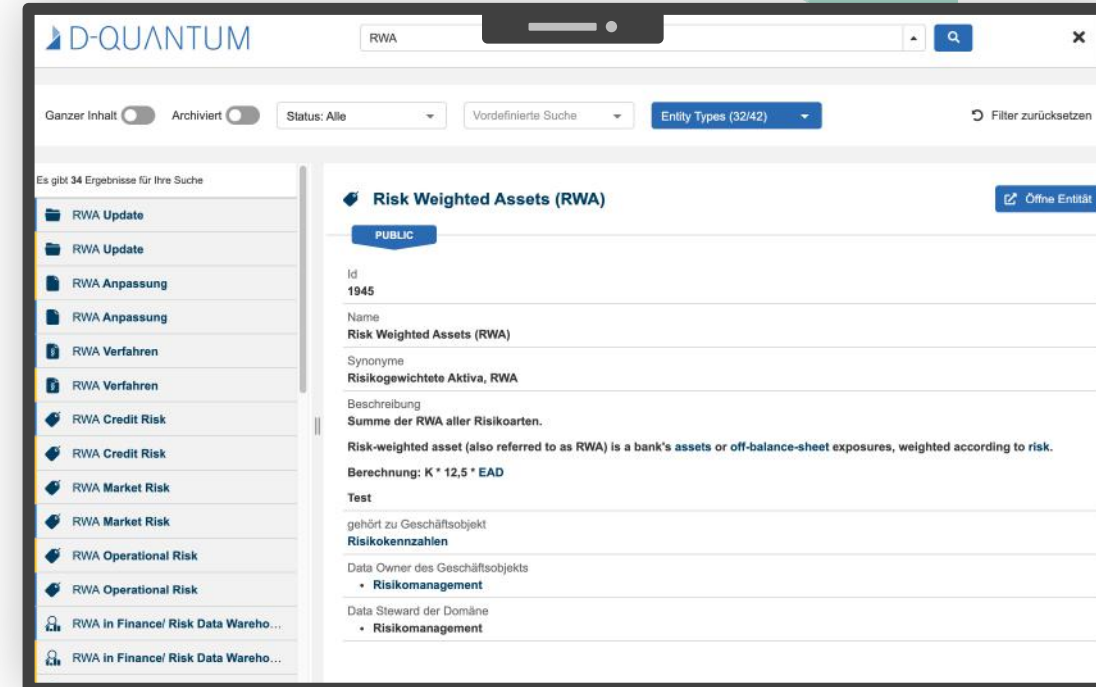 D-QUANTUM
RWA
Ganzer Inhalt
Archiviert
Status: Alle
Vordefinierte Suche
Entity Types (32/42)
Filter zurücksetzen
Es gibt 34 Ergebnisse für Ihre Suche
RWA Update
RWA Update
RWA Anpassung
RWA Anpassung
RWA Verfahren
RWA Verfahren
RWA Credit Risk
RWA Credit Risk
RWA Market Risk
RWA Market Risk
RWA Operational Risk
RWA Operational Risk
RWA in Finance/ Risk Data Wareho...
RWA in Finance/ Risk Data Wareho...
Risk Weighted Assets (RWA)
Öffne Entität
PUBLIC
Id
1945
Name
Risk Weighted Assets (RWA)
Synonyme
Risikogewichtete Aktiva, RWA
Beschreibung
Summe der RWA aller Risikoarten.
Risk-weighted asset (also referred to as RWA) is a bank's assets or off-balance-sheet exposures, weighted according to risk.
Berechnung: K * 12,5 * EAD
Test
gehört zu Geschäftsobjekt
Risikokennzahlen
Data Owner des Geschäftsobjekts
• Risikomanagement
Data Steward der Domäne
• Risikomanagement